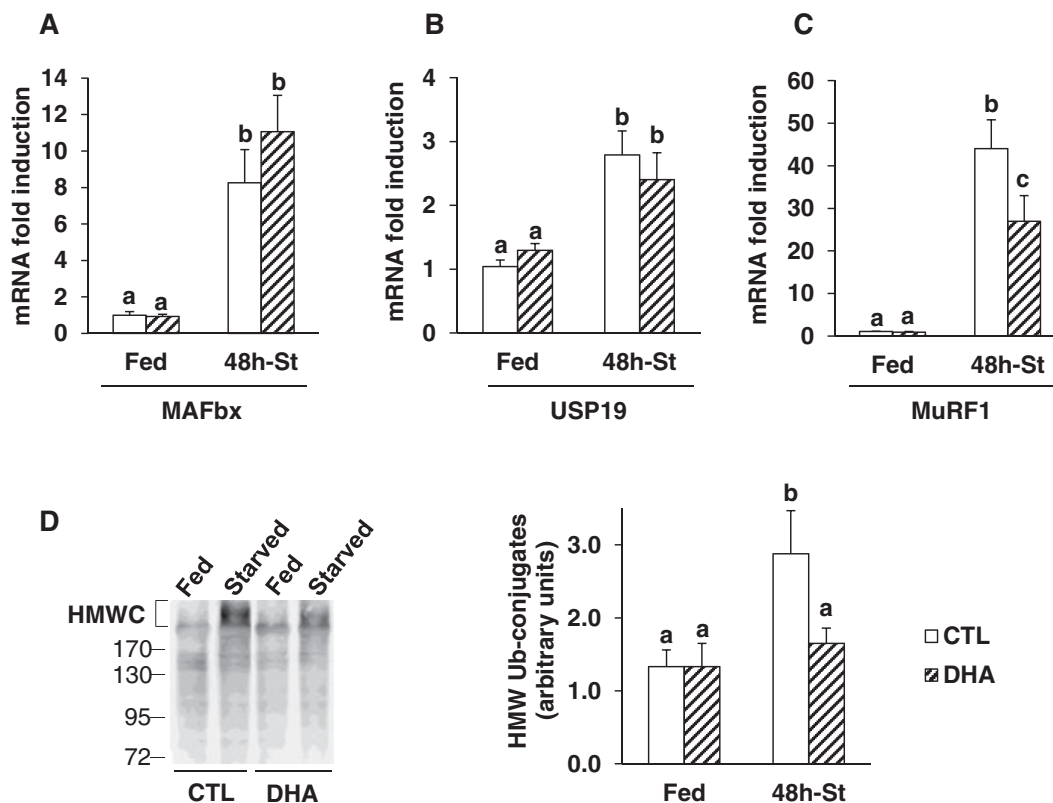 A
B
C
mRNA fold induction
14
12
10
8
6
4
2
0
a
a
b
b
Fed
48h-St
MAFbx
mRNA fold induction
4
3
2
1
0
a
a
b
b
Fed
48h-St
USP19
mRNA fold induction
60
50
40
30
20
10
0
a
a
b
c
Fed
48h-St
MuRF1
D
Fed
Starved
Fed
Starved
HMWC
170
130
95
72
CTL
DHA
HMW Ub-conjugates
(arbitrary units)
3.0
2.0
1.0
0.0
a
a
b
a
Fed
48h-St
CTL
DHA